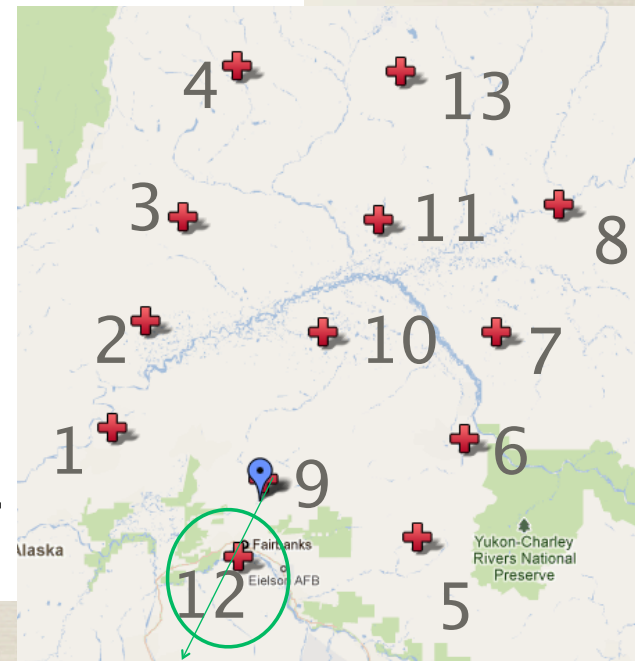 4
13
3
11
8
2
10
7
1
6
9
Alaska
Fairbanks
12
Eielson AFB
5
Yukon-Charley
Rivers National
Preserve